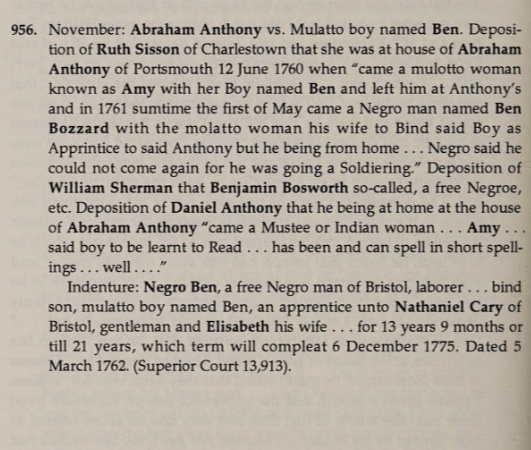 956. November: Abraham Anthony vs. Mulatto boy named Ben. Deposi-
tion of Ruth Sisson of Charlestown that she was at house of Abraham
Anthony of Portsmouth 12 June 1760 when "came a mulotto woman
known as Amy with her Boy named Ben and left him at Anthony's
and in 1761 sumtime the first of May came a Negro man named Ben
Bozzard with the molatto woman his wife to Bind said Boy as
Apprintice to said Anthony but he being from home . . . Negro said he
could not come again for he was going a Soldiering." Deposition of
William Sherman that Benjamin Bosworth so-called, a free Negroe,
etc. Deposition of Daniel Anthony that he being at home at the house
of Abraham Anthony "came a Mustee or Indian woman . . . Amy . . .
said boy to be learnt to Read . . . has been and can spell in short spell-
ings . . . well . . . ."
Indenture: Negro Ben, a free Negro man of Bristol, laborer . . . bind
son, mulatto boy named Ben, an apprentice unto Nathaniel Cary of
Bristol, gentleman and Elisabeth his wife . . . for 13 years 9 months or
till 21 years, which term will compleat 6 December 1775. Dated 5
March 1762. (Superior Court 13,913).